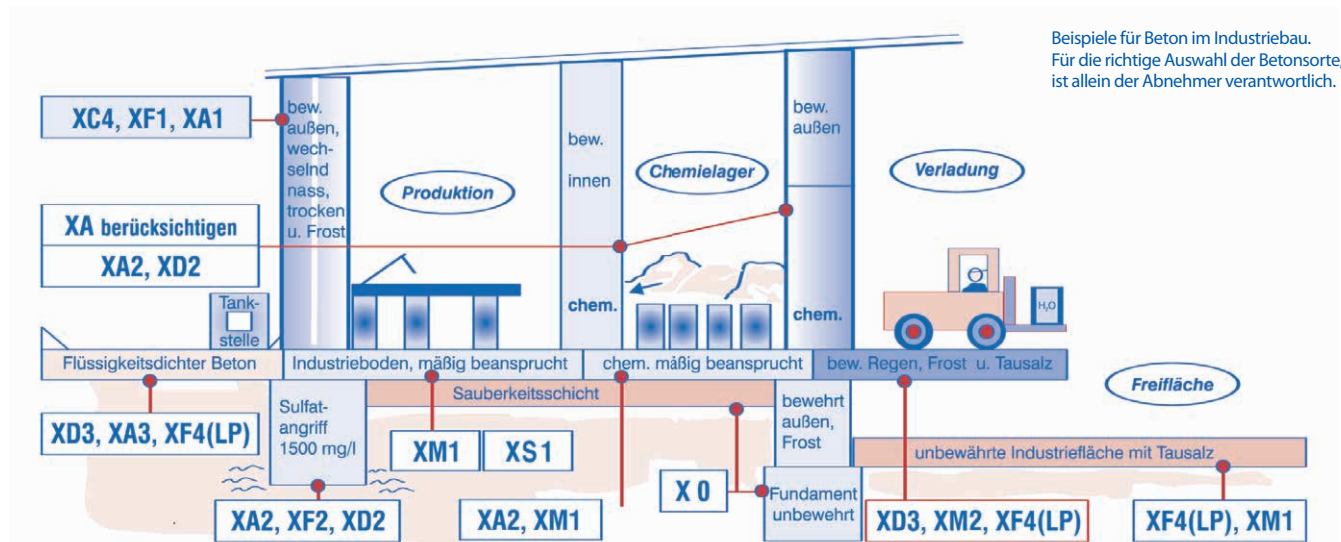 Beispiele für Beton im Industriebau.
Für die richtige Auswahl der Betonsorte,
ist allein der Abnehmer verantwortlich.
XC4, XF1, XA1
bew.
außen,
wech-
selnd
nass,
trocken
u. Frost
Produktion
bew.
innen
chem.
Chemielager
bew.
außen
chem.
Verladung
XA berücksichtigen
XA2, XD2
Tank-
stelle
H₂O
Flüssigkeitsdichter Beton
Industrieboden, mäßig beansprucht
chem. mäßig beansprucht
bew. Regen, Frost u. Tausalz
Freifläche
Sauberkeitsschicht
Sulfat-
angriff
1500 mg/l
bewehrt
außen,
Frost
XD3, XA3, XF4(LP)
XM1
XS1
unbewährte Industriefläche mit Tausalz
X 0
Fundament
unbewehrt
XA2, XF2, XD2
XA2, XM1
XD3, XM2, XF4(LP)
XF4(LP), XM1